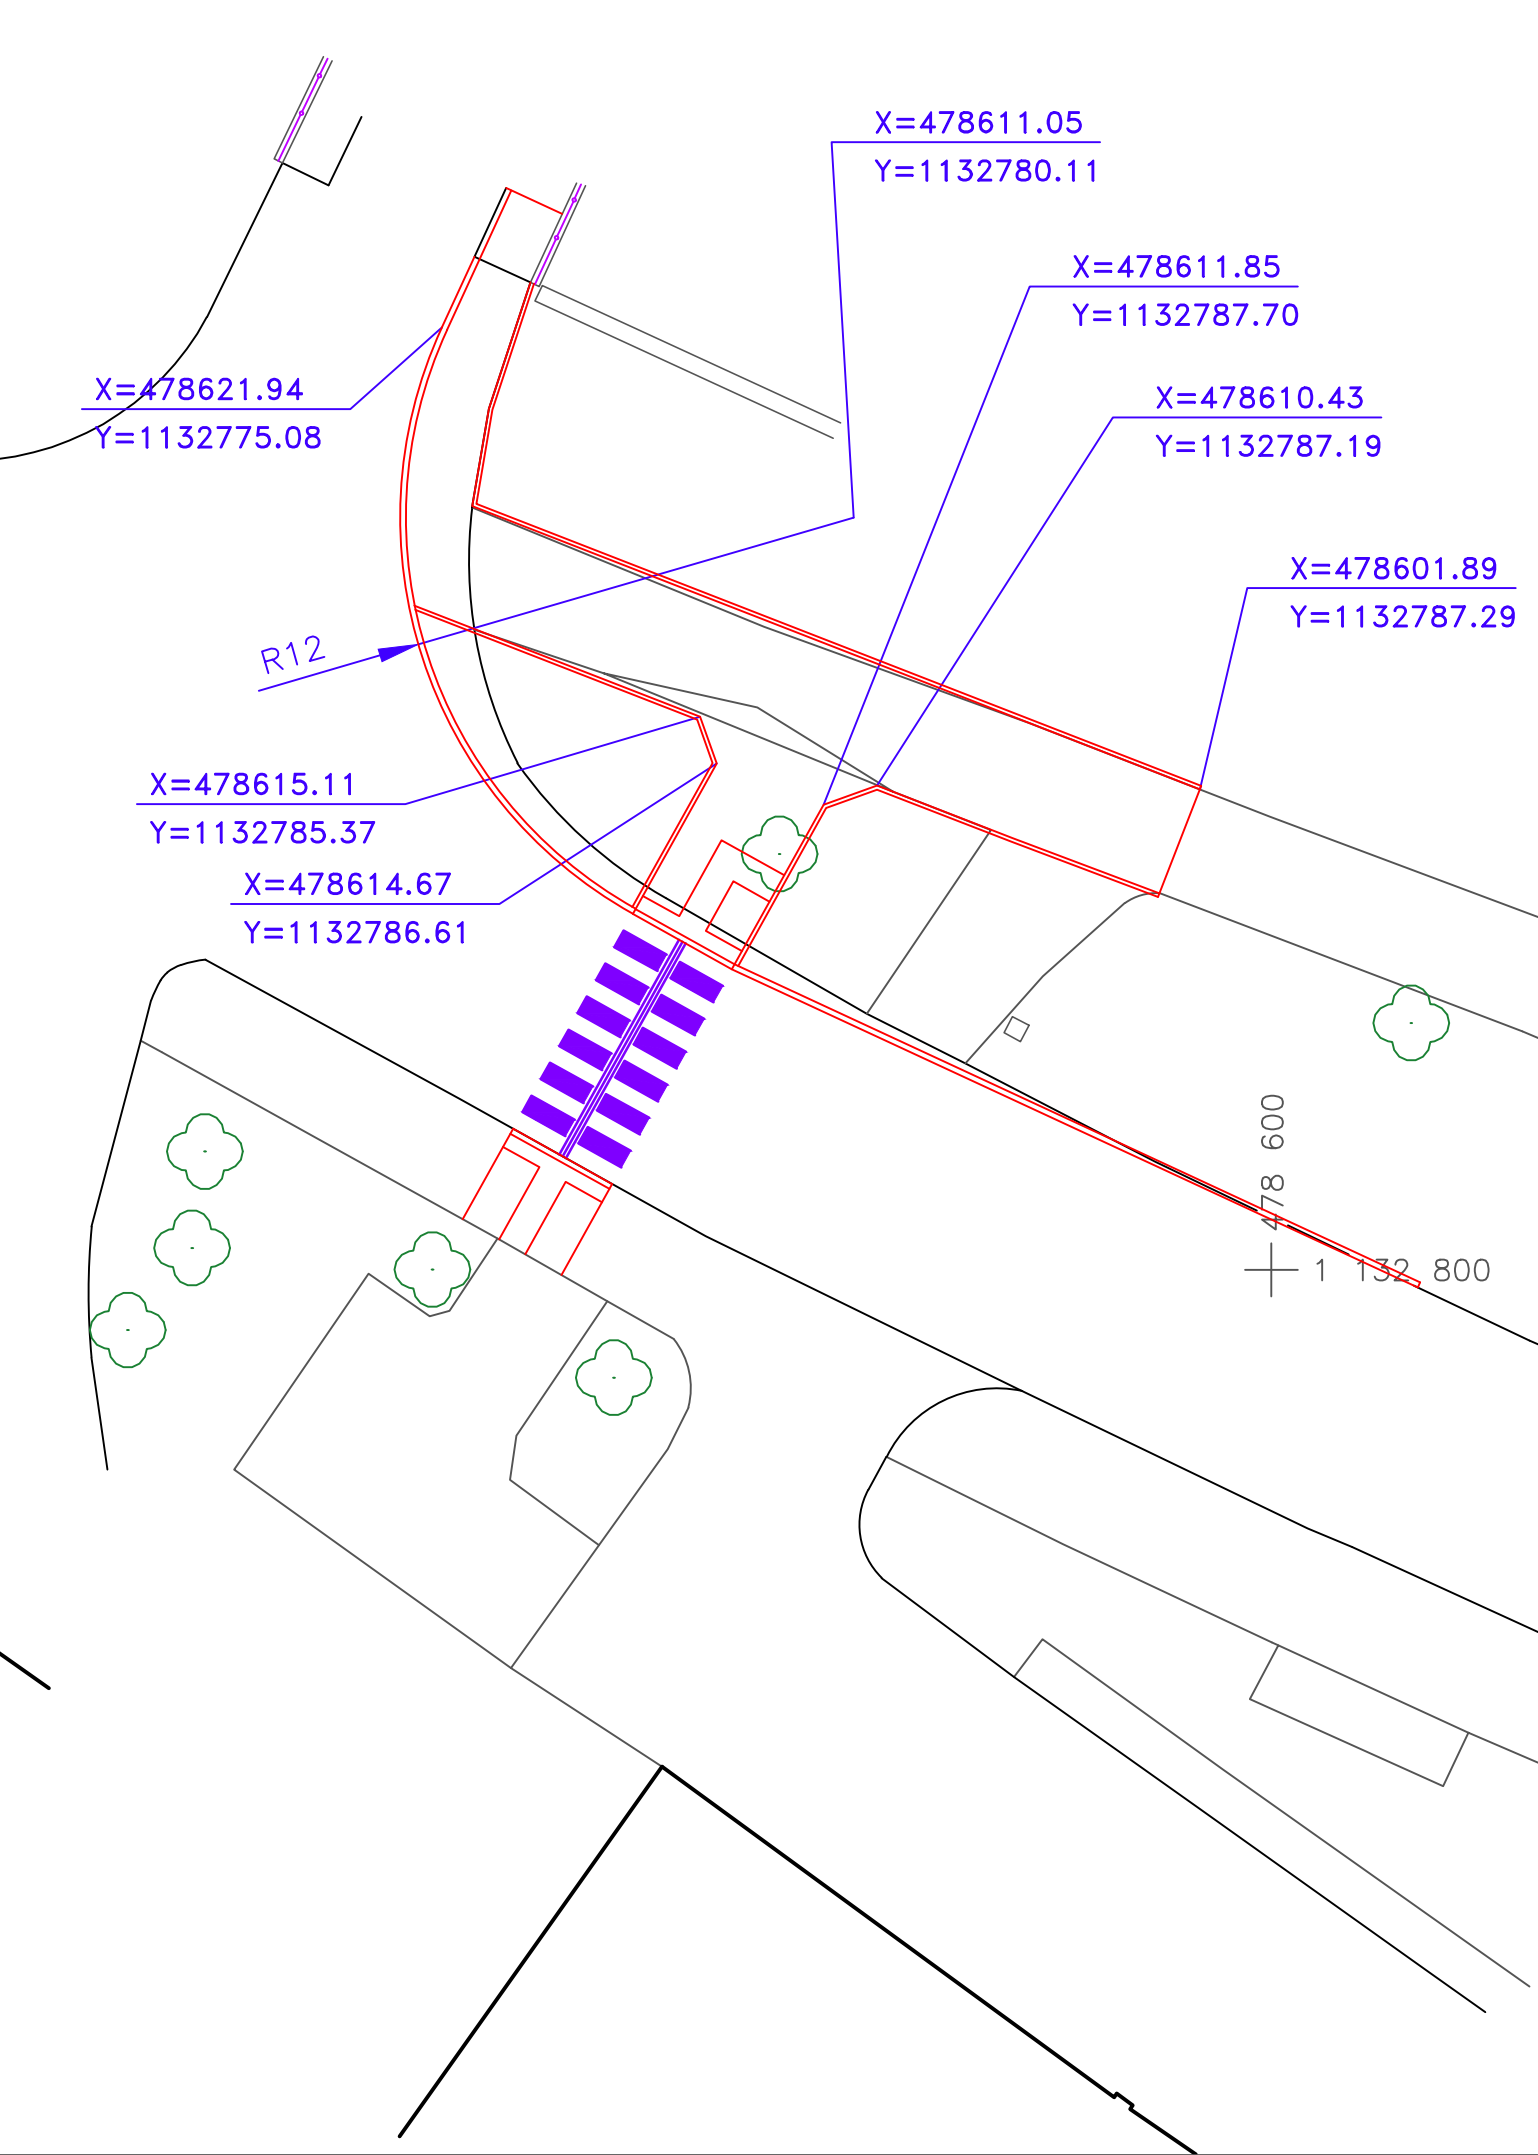 X=478611.05
Y=1132780.11
X=478611.85
Y=1132787.70
X=478621.94
Y=1132775.08
X=478610.43
Y=1132787.19
X=478601.89
Y=1132787.29
R12
X=478615.11
Y=1132785.37
X=478614.67
Y=1132786.61
478 600
1 132 800